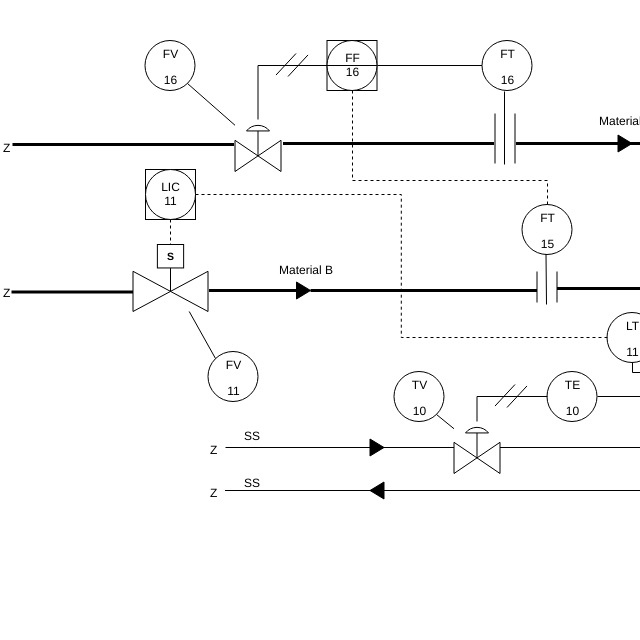 FV
16
FF
16
FT
16
Material
Z
LIC
11
FT
15
S
Material B
Z
LT
11
FV
11
TV
10
TE
10
SS
Z
SS
Z